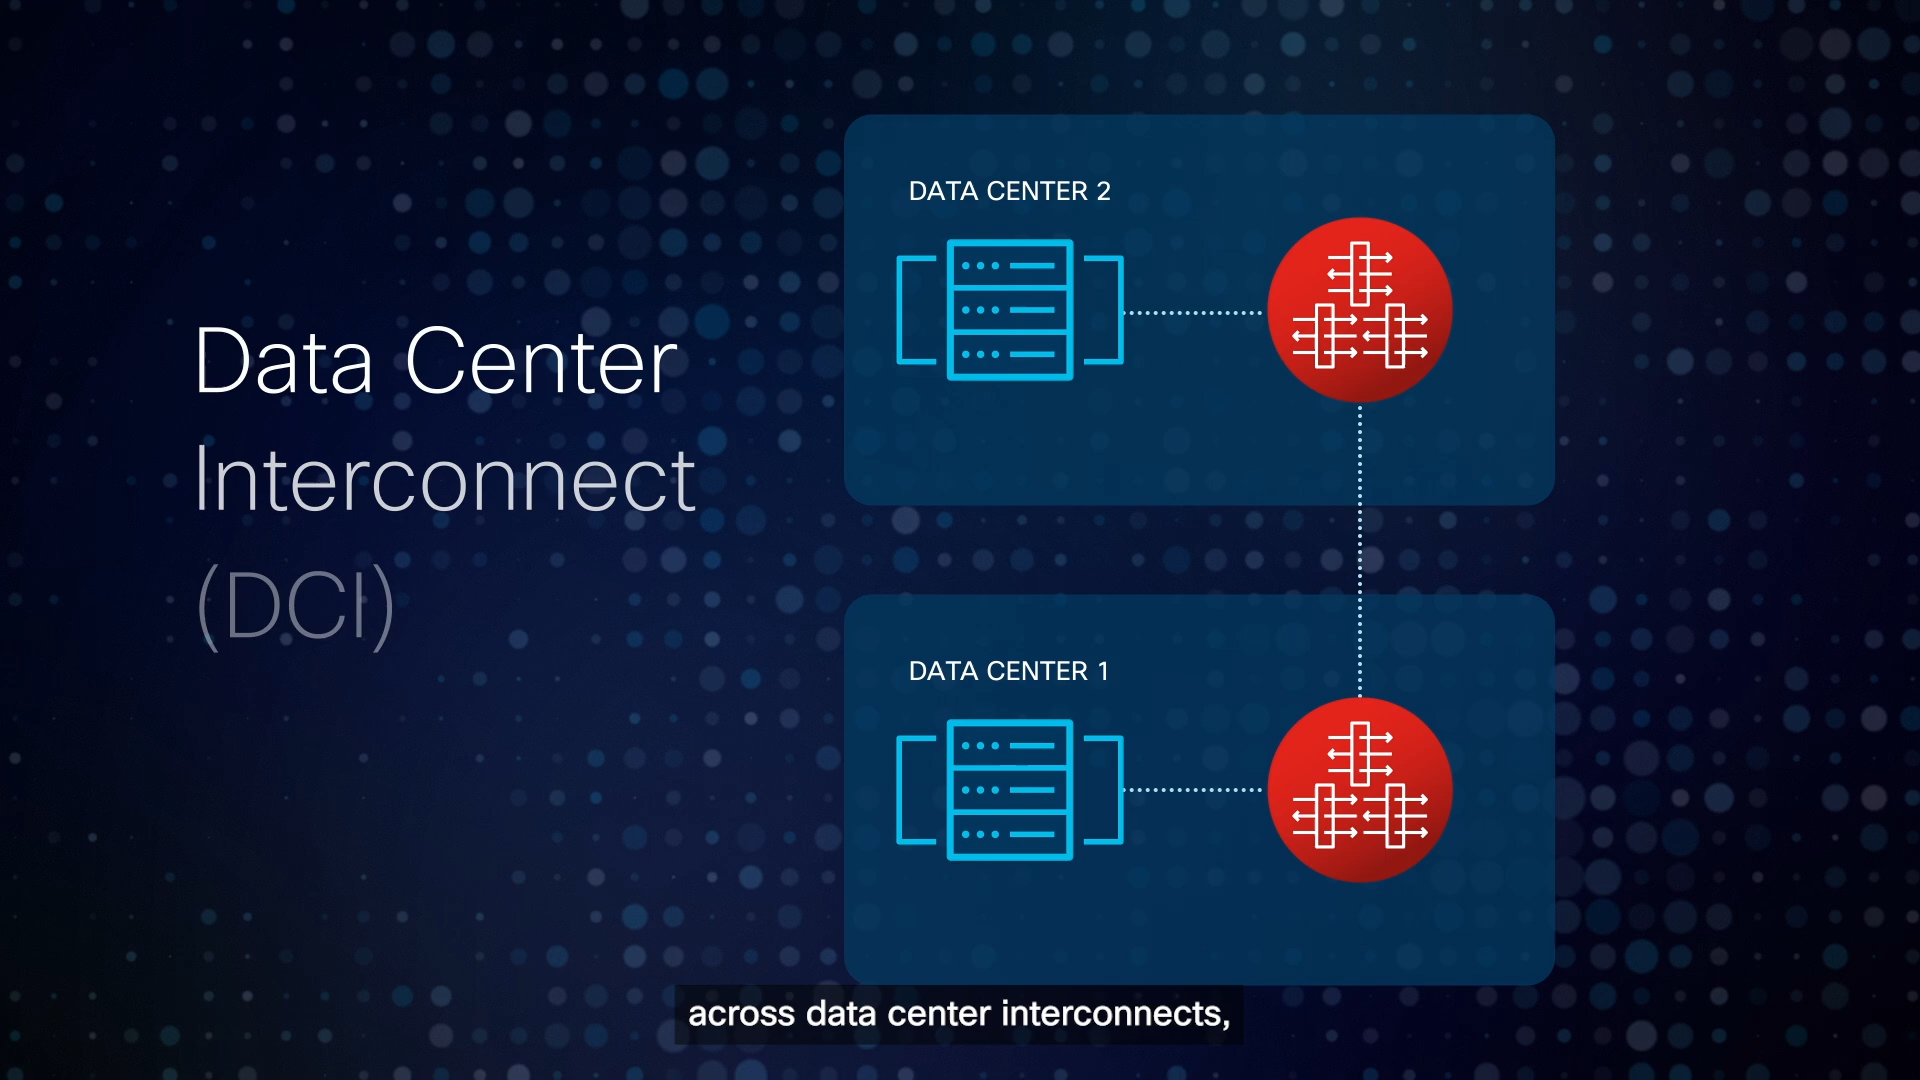 Data Center
Interconnect
(DCI)
DATA CENTER 2
DATA CENTER 1
across data center interconnects,